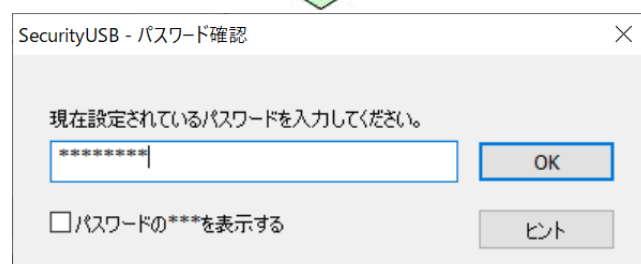 SecurityUSB - パスワード確認
現在設定されているパスワードを入力してください。
********
OK
パスワードの***を表示する
ヒント